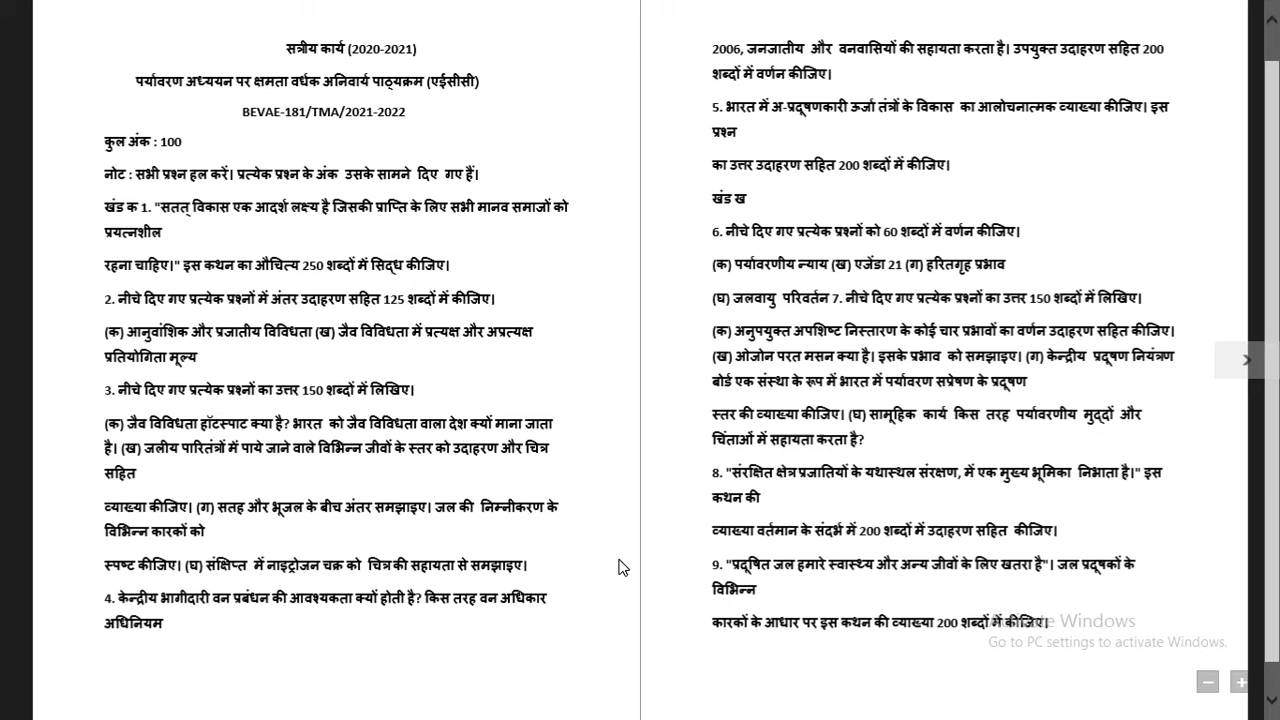 सत्रीय कार्य (2020-2021)
पर्यावरण अध्ययन पर क्षमता वर्धक अनिवार्य पाठ्यक्रम (एईसीसी)
BEVAE-181/TMA/2021-2022
कुल अंक : 100
नोट : सभी प्रश्न हल करें। प्रत्येक प्रश्न के अंक उसके सामने दिए गए हैं।
खंड क 1. "सतत् विकास एक आदर्श लक्ष्य है जिसकी प्राप्ति के लिए सभी मानव समाजों को
प्रयत्नशील
रहना चाहिए।" इस कथन का औचित्य 250 शब्दों में सिद्ध कीजिए।
2. नीचे दिए गए प्रत्येक प्रश्नों में अंतर उदाहरण सहित 125 शब्दों में कीजिए।
(क) आनुवांशिक और प्रजातीय विविधता (ख) जैव विविधता में प्रत्यक्ष और अप्रत्यक्ष
प्रतियोगिता मूल्य
3. नीचे दिए गए प्रत्येक प्रश्नों का उत्तर 150 शब्दों में लिखिए।
(क) जैव विविधता हॉटस्पाट क्या है? भारत को जैव विविधता वाला देश क्यों माना जाता
है। (ख) जलीय पारितंत्रों में पाये जाने वाले विभिन्न जीवों के स्तर को उदाहरण और चित्र
सहित
व्याख्या कीजिए। (ग) सतह और भूजल के बीच अंतर समझाइए। जल की निम्नीकरण के
विभिन्न कारकों को
स्पष्ट कीजिए। (घ) संक्षिप्त में नाइट्रोजन चक्र को चित्र की सहायता से समझाइए।
4. केन्द्रीय भागीदारी वन प्रबंधन की आवश्यकता क्यों होती है? किस तरह वन अधिकार
अधिनियम
2006, जनजातीय और वनवासियों की सहायता करता है। उपयुक्त उदाहरण सहित 200
शब्दों में वर्णन कीजिए।
5. भारत में अ-प्रदूषणकारी ऊर्जा तंत्रों के विकास का आलोचनात्मक व्याख्या कीजिए। इस
प्रश्न
का उत्तर उदाहरण सहित 200 शब्दों में कीजिए।
खंड ख
6. नीचे दिए गए प्रत्येक प्रश्नों को 60 शब्दों में वर्णन कीजिए।
(क) पर्यावरणीय न्याय (ख) एजेंडा 21 (ग) हरितगृह प्रभाव
(घ) जलवायु परिवर्तन 7. नीचे दिए गए प्रत्येक प्रश्नों का उत्तर 150 शब्दों में लिखिए।
(क) अनुपयुक्त अपशिष्ट निस्तारण के कोई चार प्रभावों का वर्णन उदाहरण सहित कीजिए।
(ख) ओजोन परत मसन क्या है। इसके प्रभाव को समझाइए। (ग) केन्द्रीय प्रदूषण नियंत्रण
बोर्ड एक संस्था के रूप में भारत में पर्यावरण सप्रेषण के प्रदूषण
स्तर की व्याख्या कीजिए। (घ) सामूहिक कार्य किस तरह पर्यावरणीय मुद्दों और
चिंताओं में सहायता करता है?
8. "संरक्षित क्षेत्र प्रजातियों के यथास्थल संरक्षण, में एक मुख्य भूमिका निभाता है।" इस
कथन की
व्याख्या वर्तमान के संदर्भ में 200 शब्दों में उदाहरण सहित कीजिए।
9. "प्रदूषित जल हमारे स्वास्थ्य और अन्य जीवों के लिए खतरा है"। जल प्रदूषकों के
विभिन्न
कारकों के आधार पर इस कथन की व्याख्या 200 शब्दों में कीजिए।
Activate Windows
Go to PC settings to activate Windows.